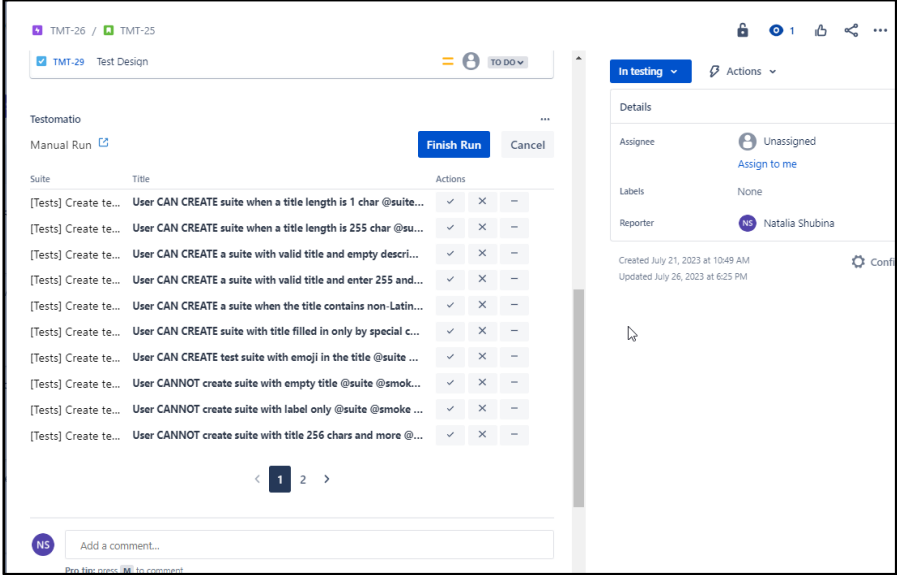 TMT-26 / TMT-25
1
TMT-29 Test Design TO DO
In testing Actions
Details
Testomatio
Manual Run Finish Run Cancel
Assignee Unassigned
Assign to me
Suite Title Actions
Labels None
[Tests] Create te... User CAN CREATE suite when a title length is 1 char @suite...
[Tests] Create te... User CAN CREATE suite when a title length is 255 char @su...
Reporter NS Natalia Shubina
[Tests] Create te... User CAN CREATE a suite with valid title and empty descri...
Created July 21, 2023 at 10:49 AM Confi
Updated July 26, 2023 at 6:25 PM
[Tests] Create te... User CAN CREATE a suite with valid title and enter 255 and...
[Tests] Create te... User CAN CREATE a suite when the title contains non-Latin...
[Tests] Create te... User CAN CREATE suite with title filled in only by special c...
[Tests] Create te... User CAN CREATE test suite with emoji in the title @suite ...
[Tests] Create te... User CANNOT create suite with empty title @suite @smok...
[Tests] Create te... User CANNOT create suite with label only @suite @smoke ...
[Tests] Create te... User CANNOT create suite with title 256 chars and more @...
1 2
NS Add a comment...
Pro tip: press M to comment